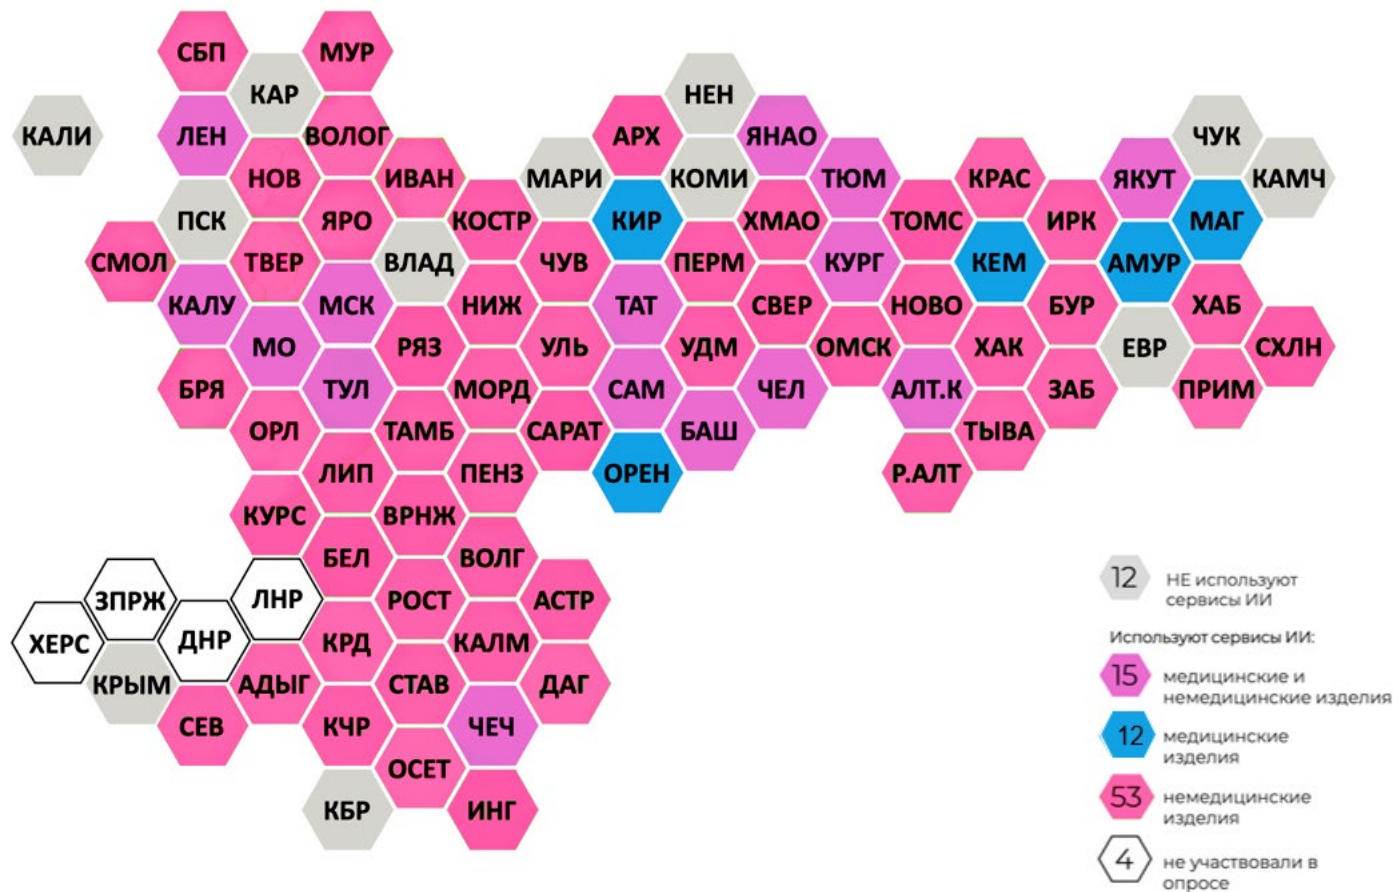 СБП МУР
КАР НЕН
КАЛИ ЛЕН ВОЛОГ АРХ ЯНАО ЧУК
НОВ ИВАН МАРИ КОМИ ТЮМ КРАС ЯКУТ КАМЧ
ПСК ЯРО КОСТР КИР ХМАО ТОМС ИРК МАГ
СМОЛ ТВЕР ВЛАД ЧУВ ПЕРМ КУРГ КЕМ АМУР
КАЛУ МСК НИЖ ТАТ СВЕР НОВО БУР ХАБ
МО РЯЗ УЛЬ УДМ ОМСК ХАК ЕВР СХЛН
БРЯ ТУЛ МОРД САМ ЧЕЛ АЛТ.К ЗАБ ПРИМ
ОРЛ ТАМБ САРАТ БАШ ТЫВА
ЛИП ПЕНЗ ОРЕН Р.АЛТ
КУРС ВРНЖ
БЕЛ ВОЛГ
ЗПРЖ ЛНР РОСТ АСТР
ХЕРС ДНР КРД КАЛМ
КРЫМ АДЫГ СТАВ ДАГ
СЕВ КЧР ЧЕЧ
ОСЕТ
КБР ИНГ
12 НЕ используют
сервисы ИИ
Используют сервисы ИИ:
15 медицинские и
немедицинские изделия
12 медицинские
изделия
53 немедицинские
изделия
4 не участвовали в
опросе